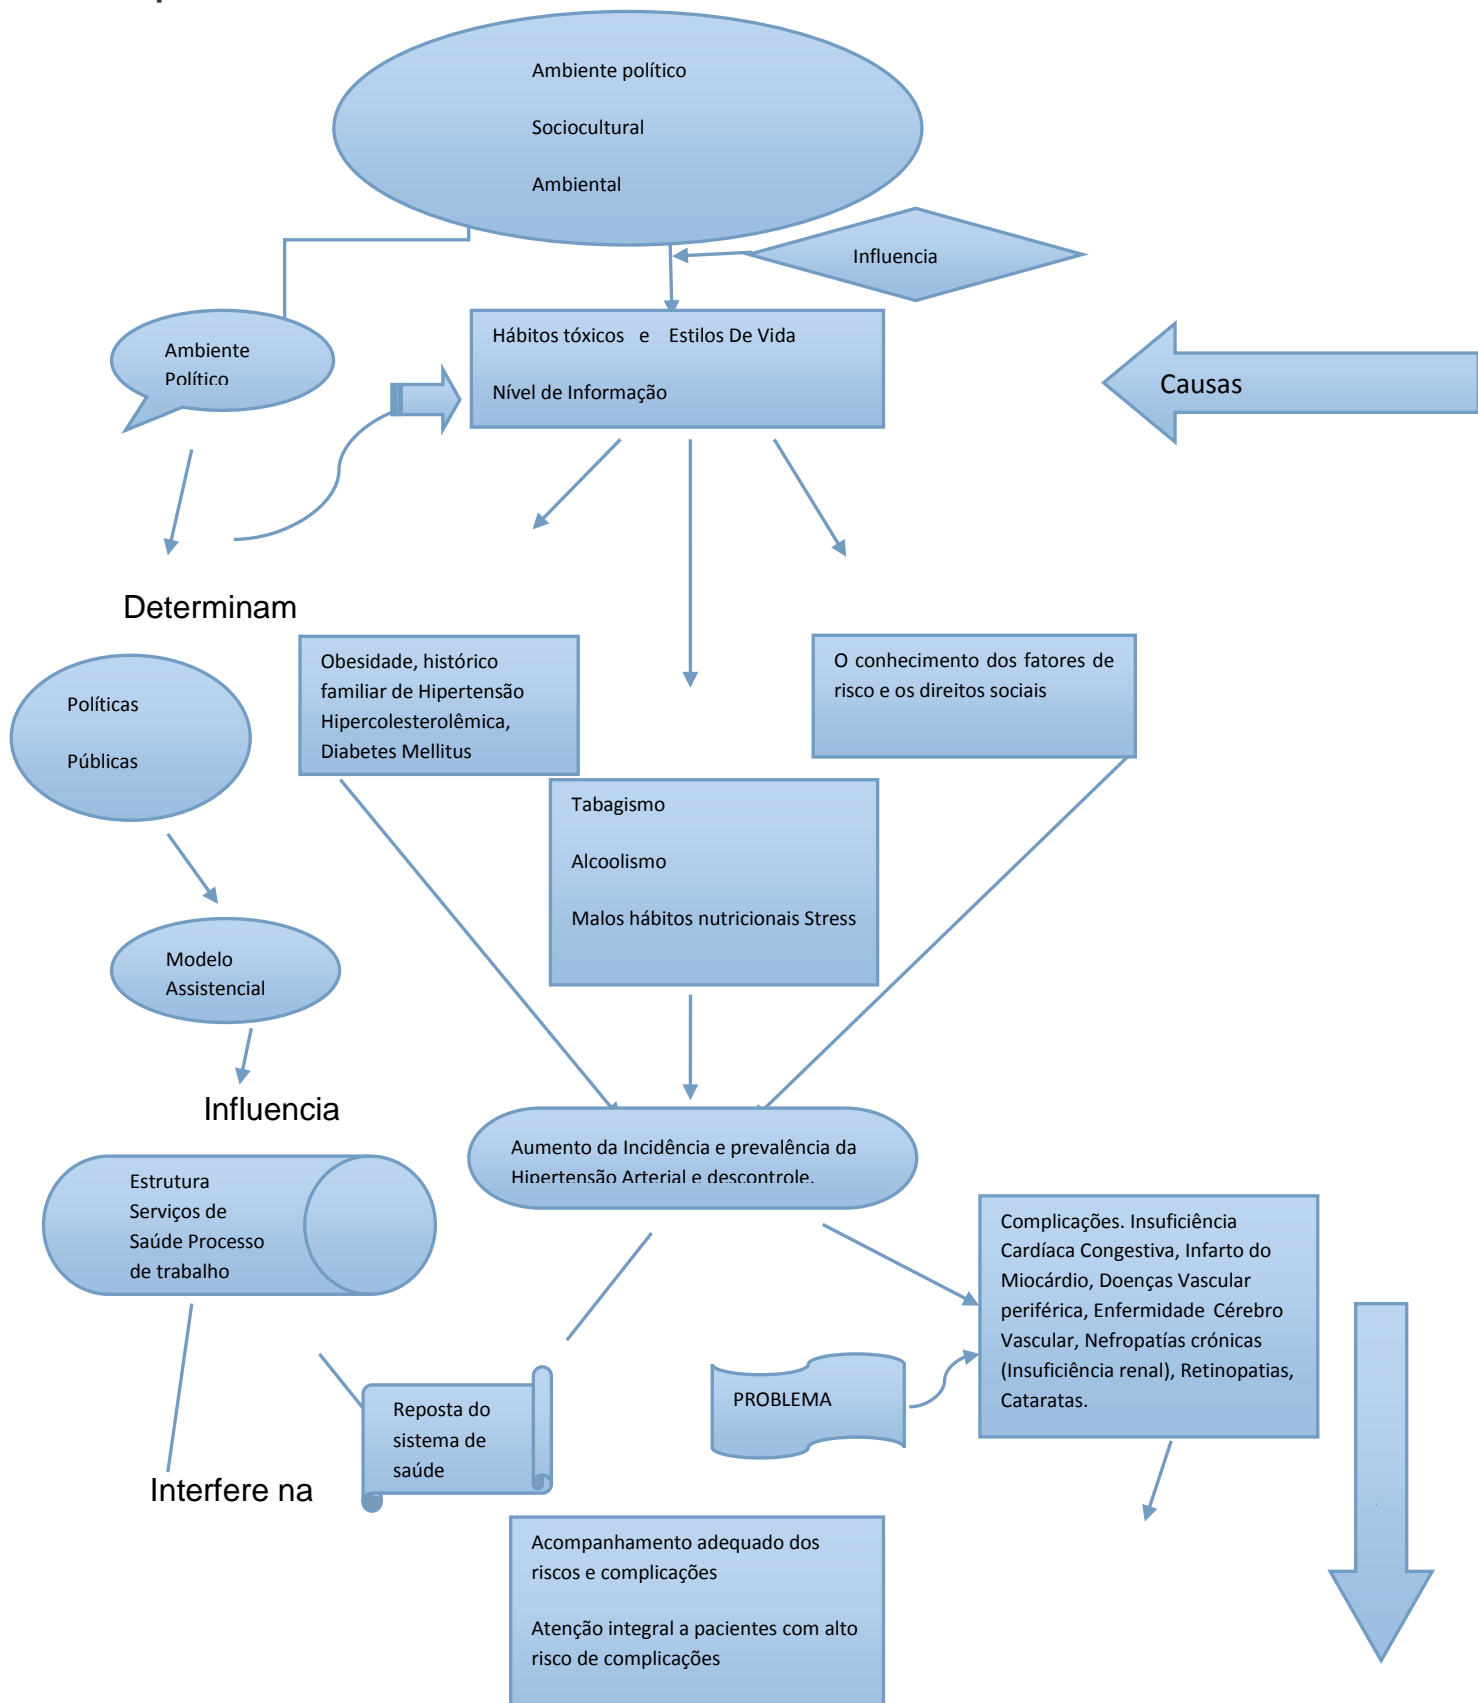 Ambiente político
Sociocultural
Ambiental
Influencia
Hábitos tóxicos e Estilos De Vida
Nível de Informação
Ambiente
Político
Causas
Determinam
Obesidade, histórico
familiar de Hipertensão
Hipercolesterolêmica,
Diabetes Mellitus
O conhecimento dos fatores de
risco e os direitos sociais
Políticas
Públicas
Tabagismo
Alcoolismo
Malos hábitos nutricionais Stress
Modelo
Assistencial
Influencia
Aumento da Incidência e prevalência da
Hipertensão Arterial e descontrole.
Estrutura
Serviços de
Saúde Processo
de trabalho
Complicações. Insuficiência
Cardíaca Congestiva, Infarto do
Miocárdio, Doenças Vascular
periférica, Enfermidade Cérebro
Vascular, Nefropatías crónicas
(Insuficiência renal), Retinopatias,
Cataratas.
PROBLEMA
Reposta do
sistema de
saúde
Interfere na
Acompanhamento adequado dos
riscos e complicações
Atenção integral a pacientes com alto
risco de complicações